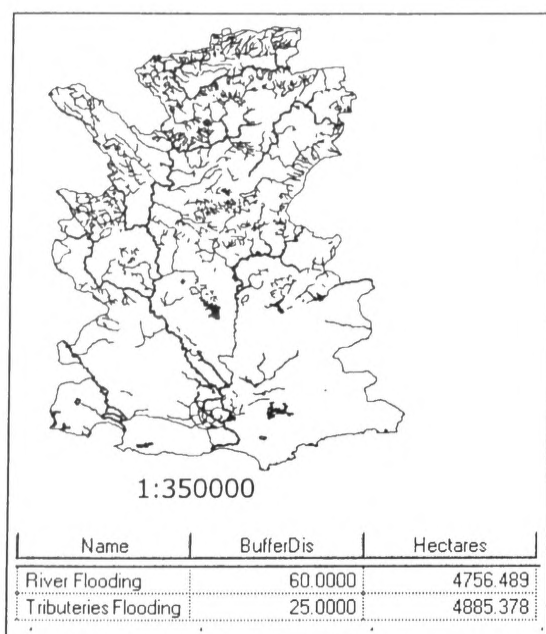 1:350000
Name BufferDis Hectares
River Flooding 60.0000 4756.489
Tributeries Flooding 25.0000 4885.378